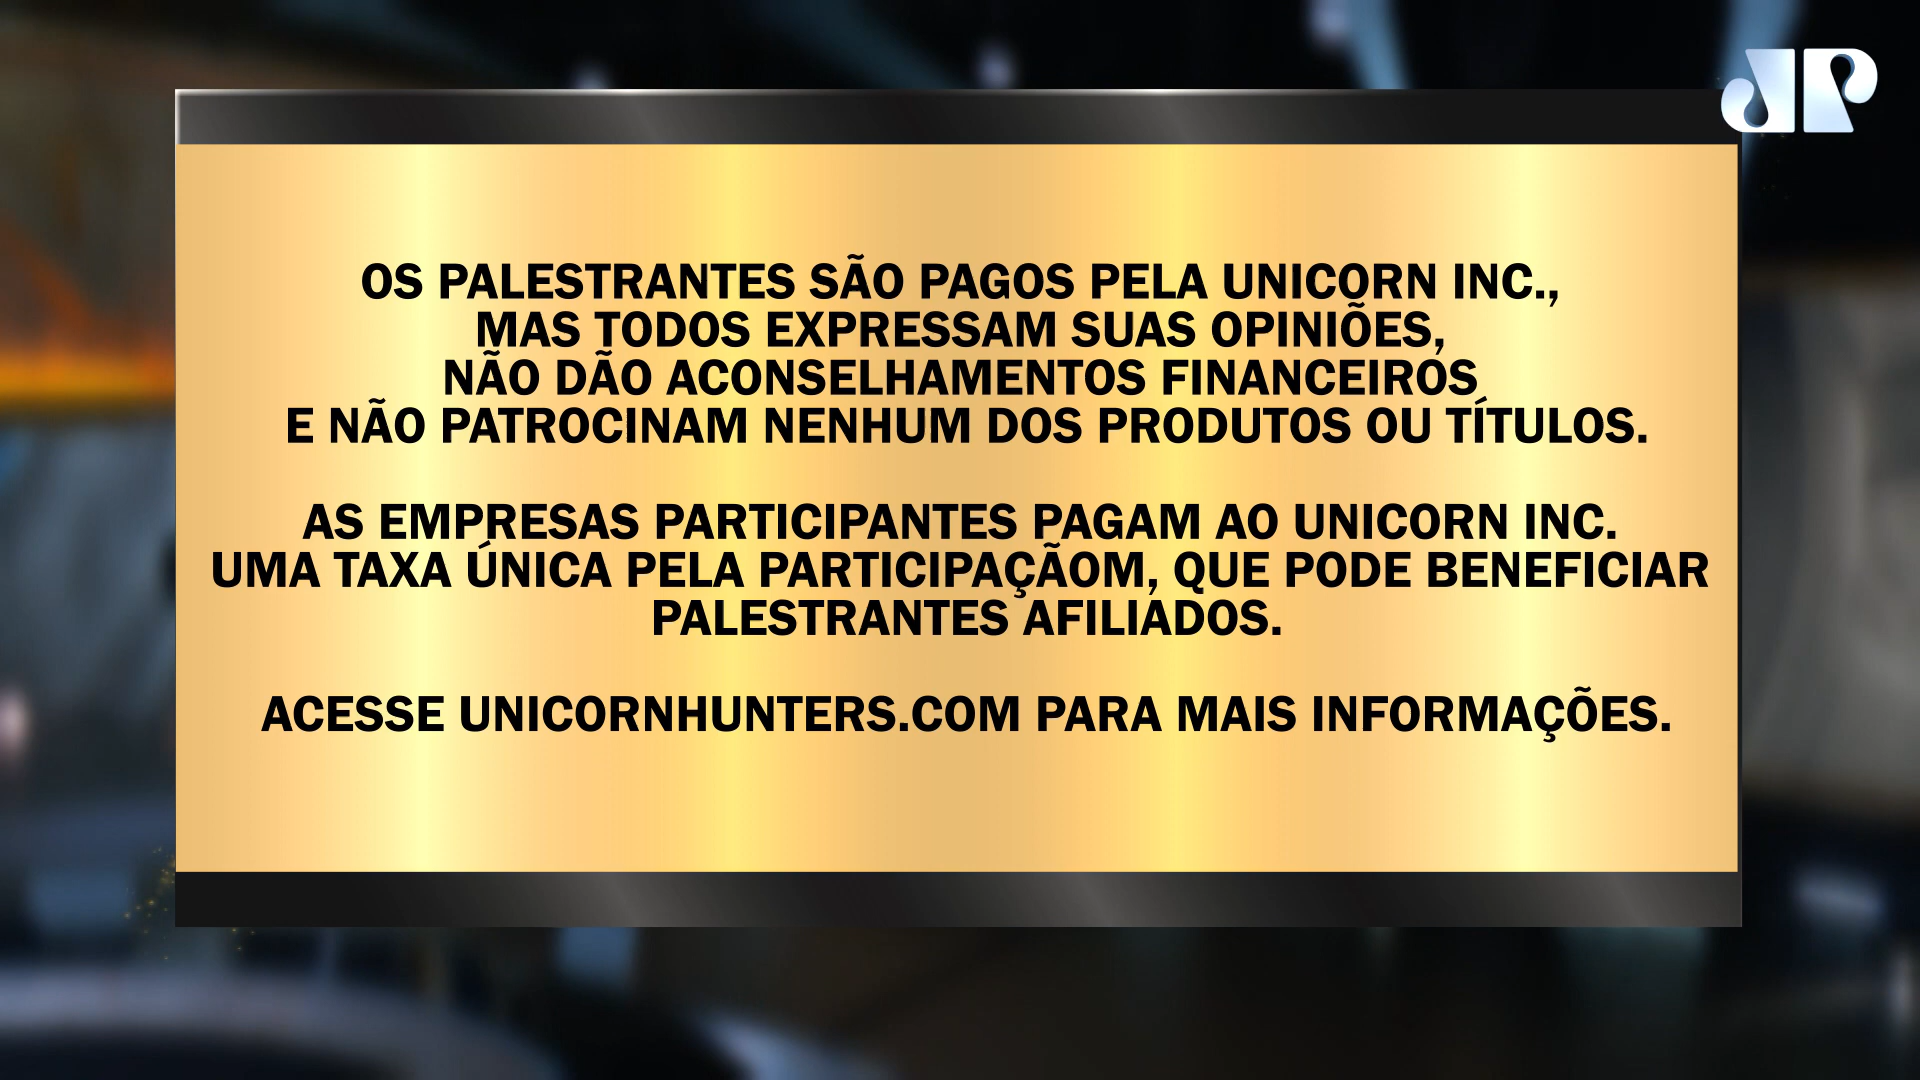 JP
OS PALESTRANTES SÃO PAGOS PELA UNICORN INC.,
MAS TODOS EXPRESSAM SUAS OPINIÕES,
NÃO DÃO ACONSELHAMENTOS FINANCEIROS
E NÃO PATROCINAM NENHUM DOS PRODUTOS OU TÍTULOS.
AS EMPRESAS PARTICIPANTES PAGAM AO UNICORN INC.
UMA TAXA ÚNICA PELA PARTICIPAÇÃOM, QUE PODE BENEFICIAR
PALESTRANTES AFILIADOS.
ACESSE UNICORNHUNTERS.COM PARA MAIS INFORMAÇÕES.